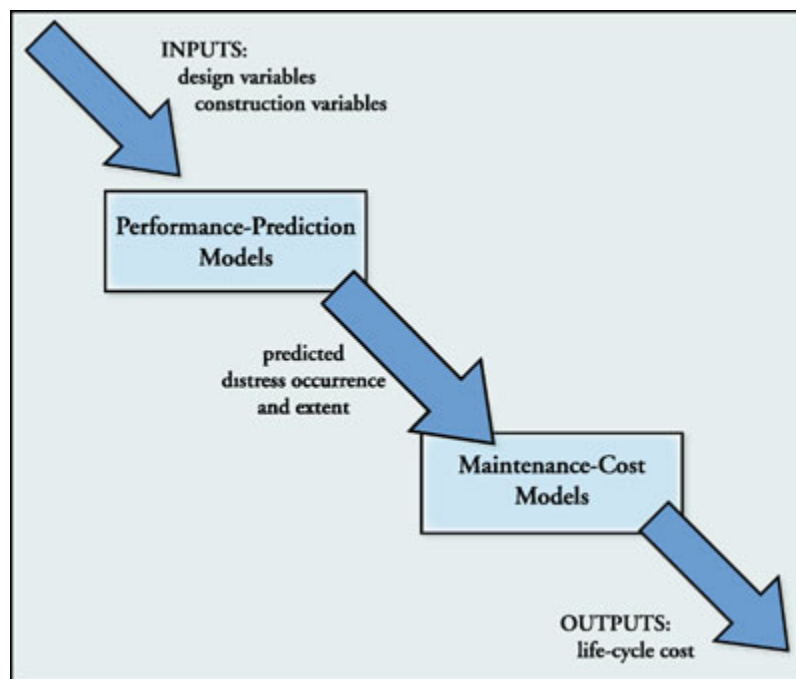 INPUTS:
design variables
construction variables
Performance-Prediction
Models
predicted
distress occurrence
and extent
Maintenance-Cost
Models
OUTPUTS:
life-cycle cost